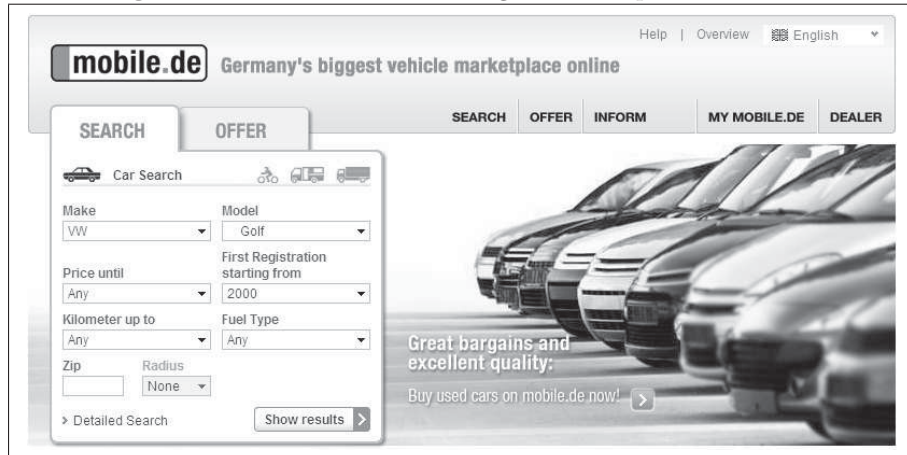 Help | Overview English
mobile.de Germany's biggest vehicle marketplace online
SEARCH OFFER INFORM MY MOBILE.DE DEALER
SEARCH OFFER
Car Search
Make Model
VW Golf
First Registration
Price until starting from
Any 2000
Kilometer up to Fuel Type
Any Any
Zip Radius
None
> Detailed Search Show results >
Great bargains and
excellent quality:
Buy used cars on mobile.de now! >